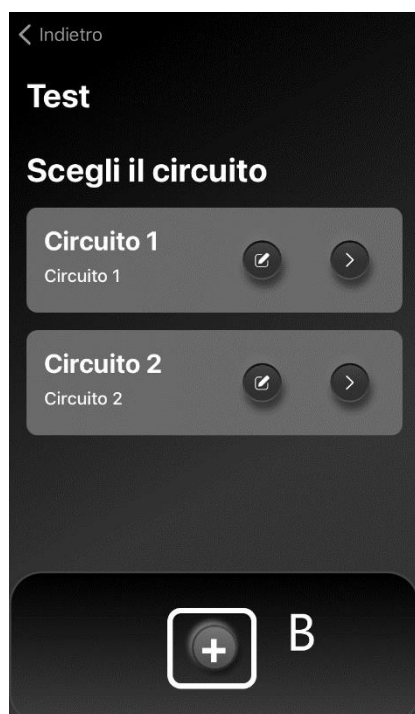 Indietro
Test
Scegli il circuito
Circuito 1
Circuito 1
Circuito 2
Circuito 2
+ B